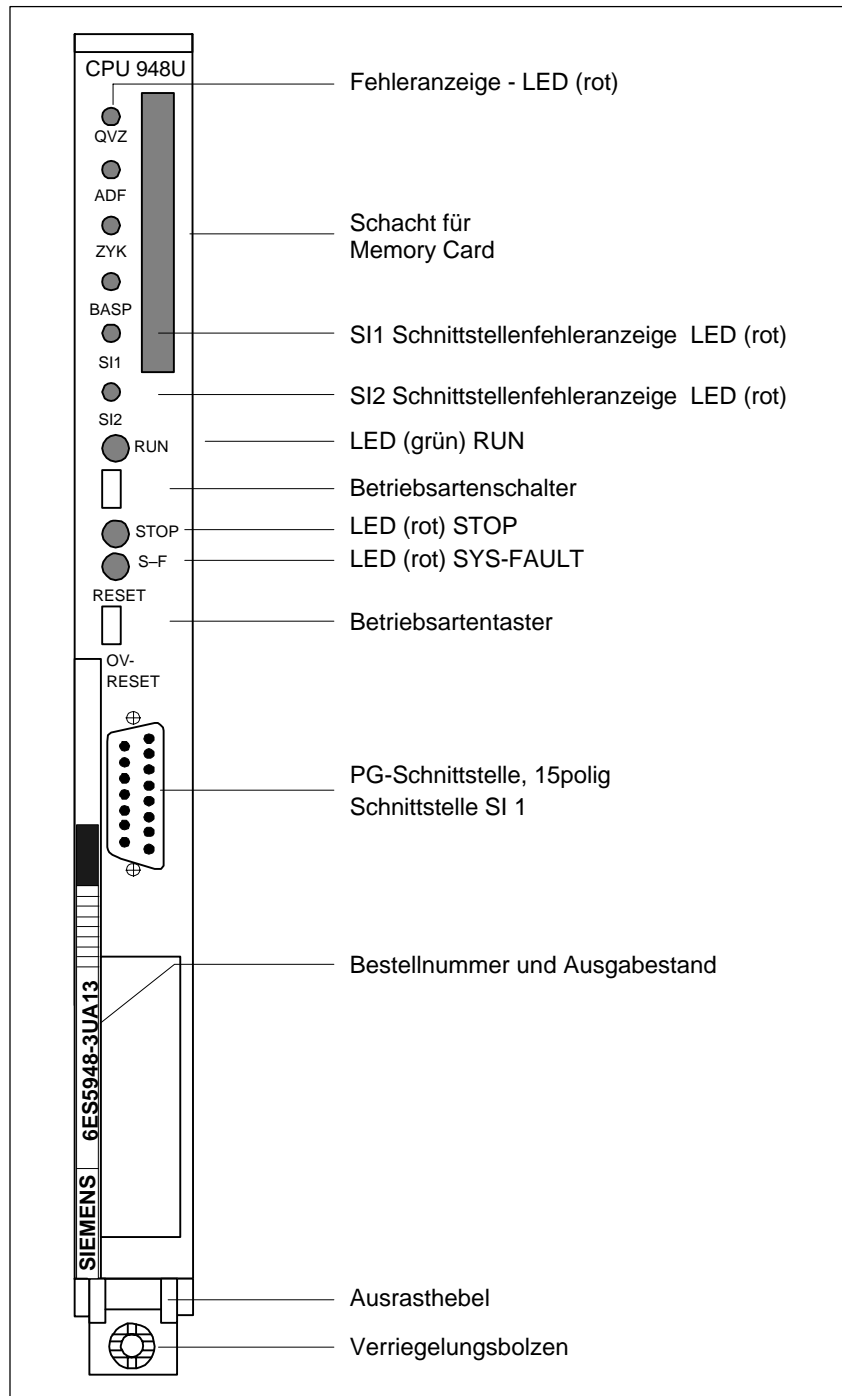 CPU 948U
Fehleranzeige - LED (rot)
QVZ
ADF
Schacht für
Memory Card
ZYK
BASP
SI1 Schnittstellenfehleranzeige LED (rot)
SI1
SI2 Schnittstellenfehleranzeige LED (rot)
SI2
RUN
LED (grün) RUN
Betriebsartenschalter
STOP
LED (rot) STOP
S–F
LED (rot) SYS-FAULT
RESET
Betriebsartentaster
OV-
RESET
PG-Schnittstelle, 15polig
Schnittstelle SI 1
Bestellnummer und Ausgabestand
6ES5948-3UA13
SIEMENS
Ausrasthebel
Verriegelungsbolzen